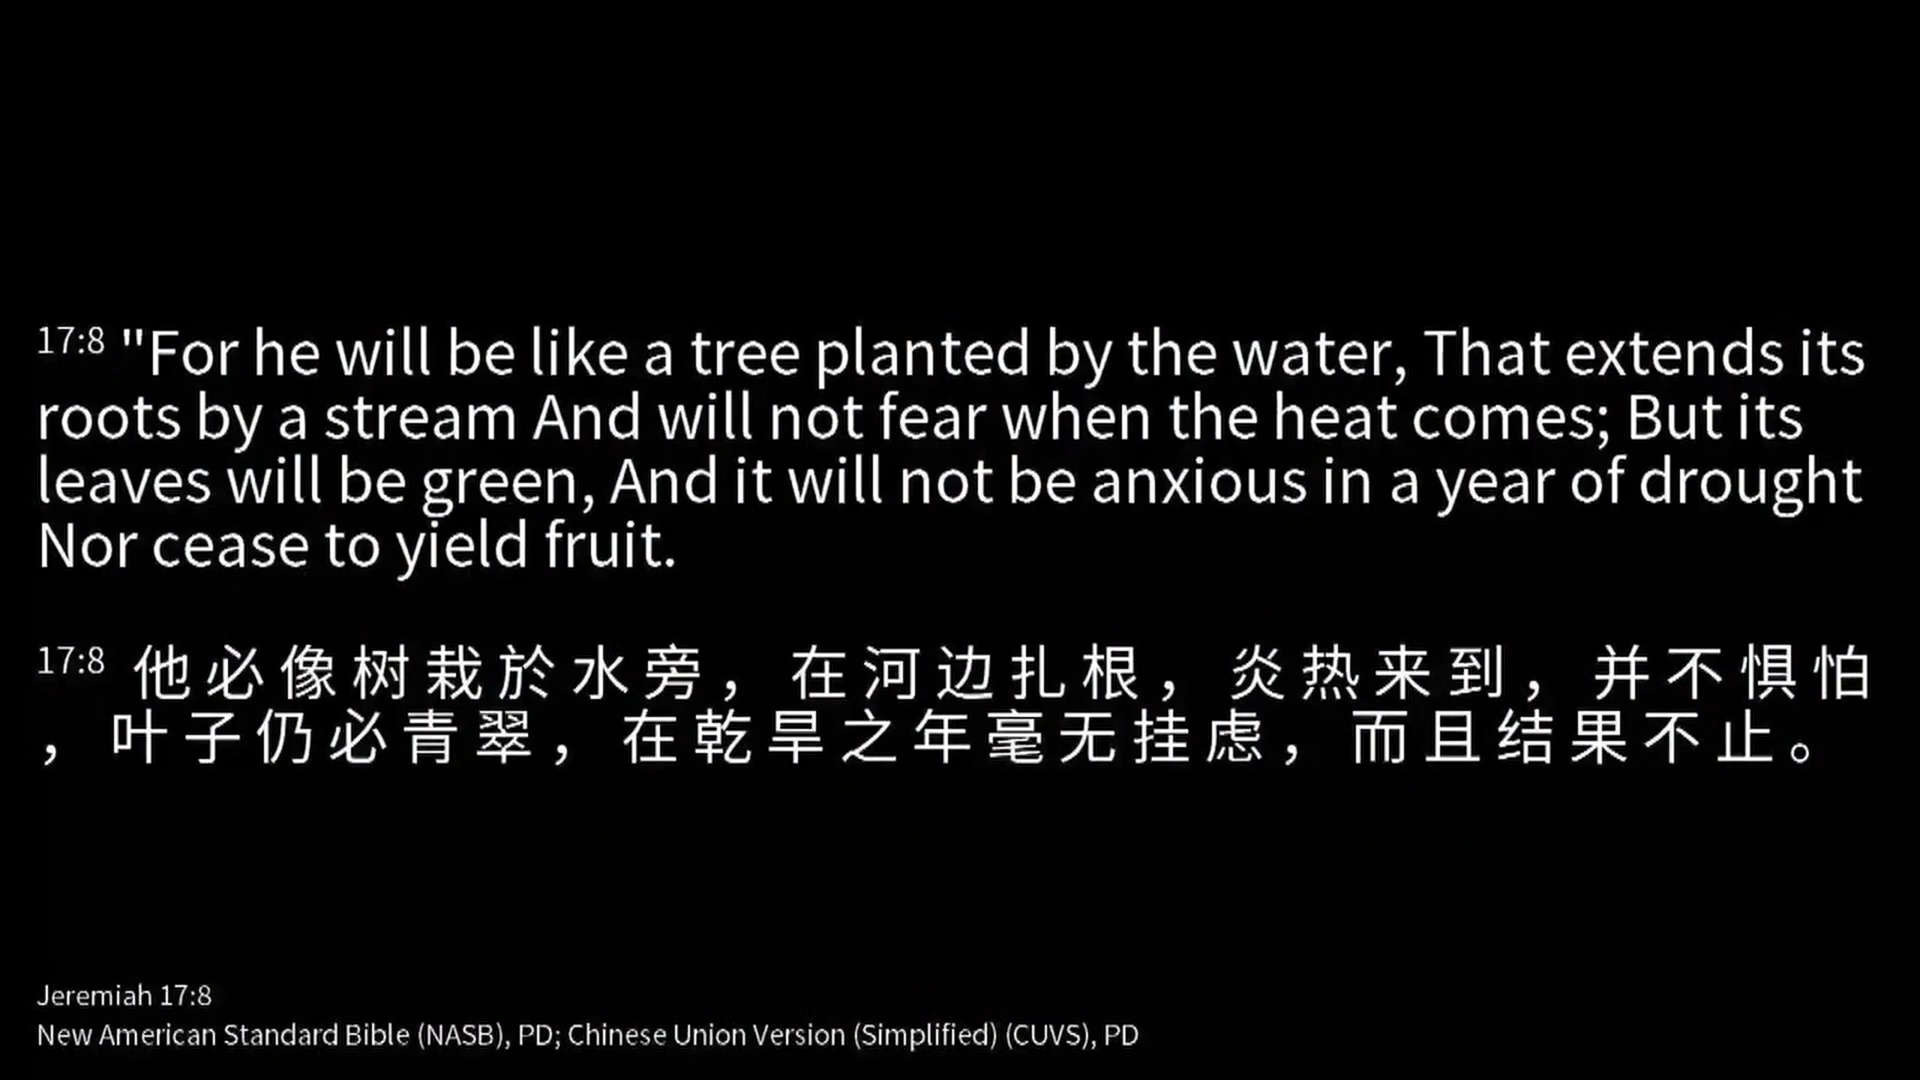 17:8 "For he will be like a tree planted by the water, That extends its
roots by a stream And will not fear when the heat comes; But its
leaves will be green, And it will not be anxious in a year of drought
Nor cease to yield fruit.
17:8 他必像树栽於水旁，在河边扎根，炎热来到，并不惧怕
，叶子仍必青翠，在乾旱之年毫无挂虑，而且结果不止。
Jeremiah 17:8
New American Standard Bible (NASB), PD; Chinese Union Version (Simplified) (CUVS), PD